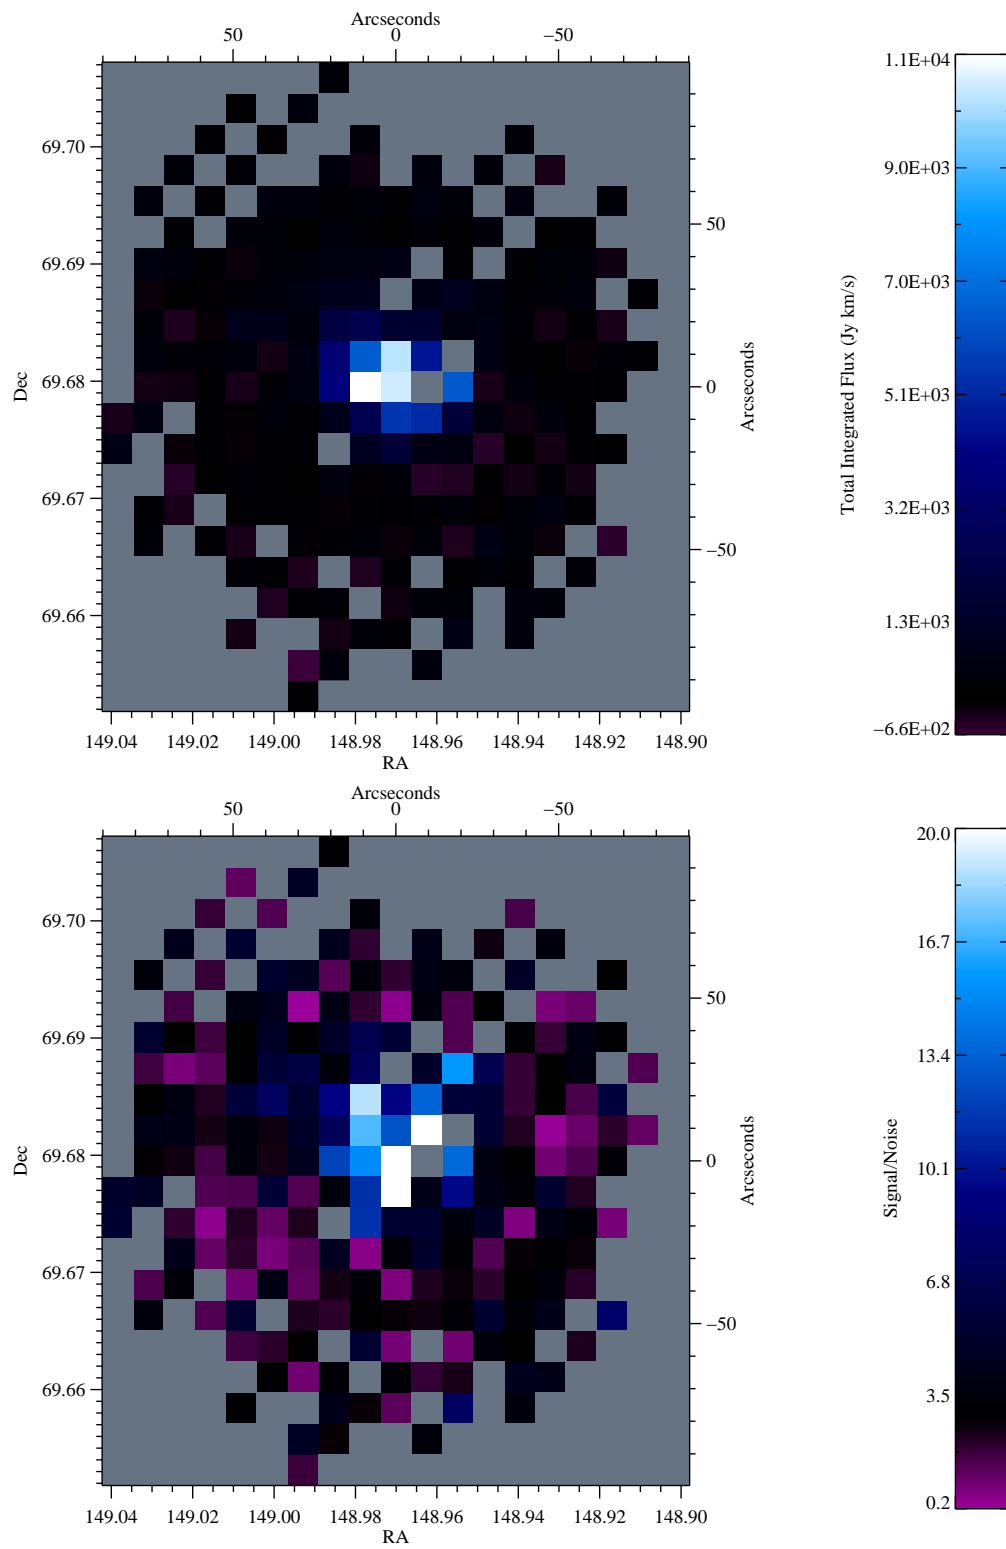 Arcseconds
50 0 −50
69.70
69.69
69.68
69.67
69.66
Dec
50
0
−50
Arcseconds
149.04 149.02 149.00 148.98 148.96 148.94 148.92 148.90
RA
1.1E+04
9.0E+03
7.0E+03
5.1E+03
3.2E+03
1.3E+03
−6.6E+02
Total Integrated Flux (Jy km/s)
Arcseconds
50 0 −50
69.70
69.69
69.68
69.67
69.66
Dec
50
0
−50
Arcseconds
149.04 149.02 149.00 148.98 148.96 148.94 148.92 148.90
RA
20.0
16.7
13.4
10.1
6.8
3.5
0.2
Signal/Noise